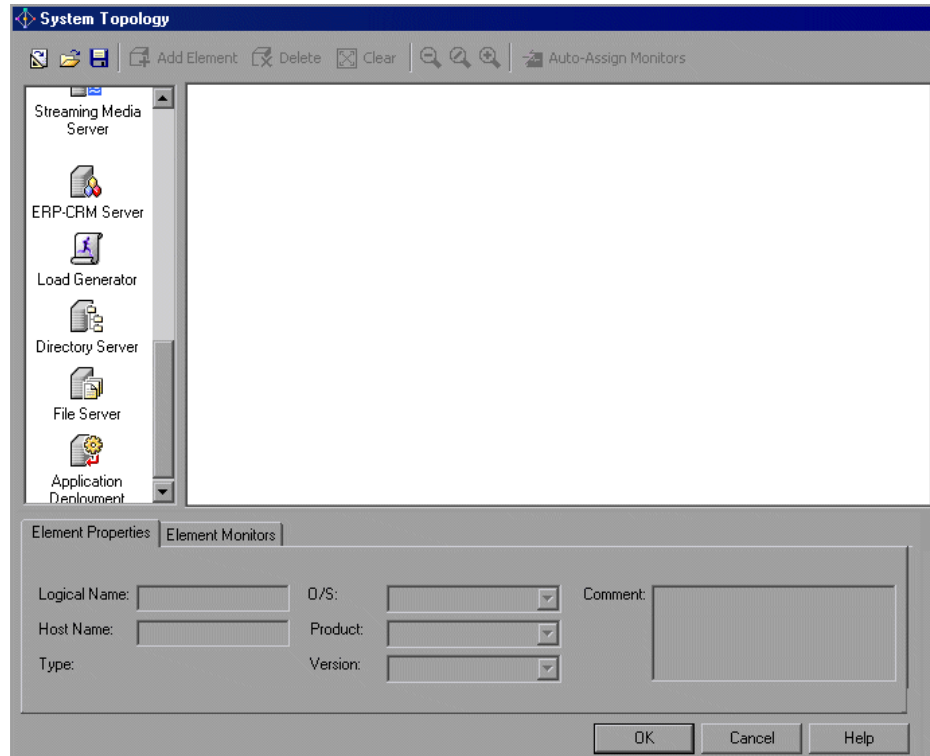 System Topology
Add Element
Delete
Clear
Auto-Assign Monitors
Streaming Media
Server
ERP-CRM Server
Load Generator
Directory Server
File Server
Application
Deployment
Element Properties
Element Monitors
Logical Name:
O/S:
Comment:
Host Name:
Product:
Type:
Version:
OK
Cancel
Help